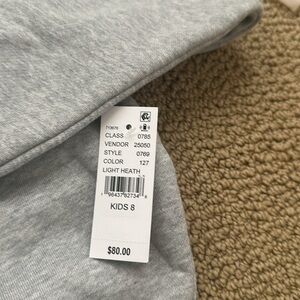 CLASS 0785
VENDOR 25050
STYLE 0769
COLOR 127
LIGHT HEATH
KIDS 8
$80.00